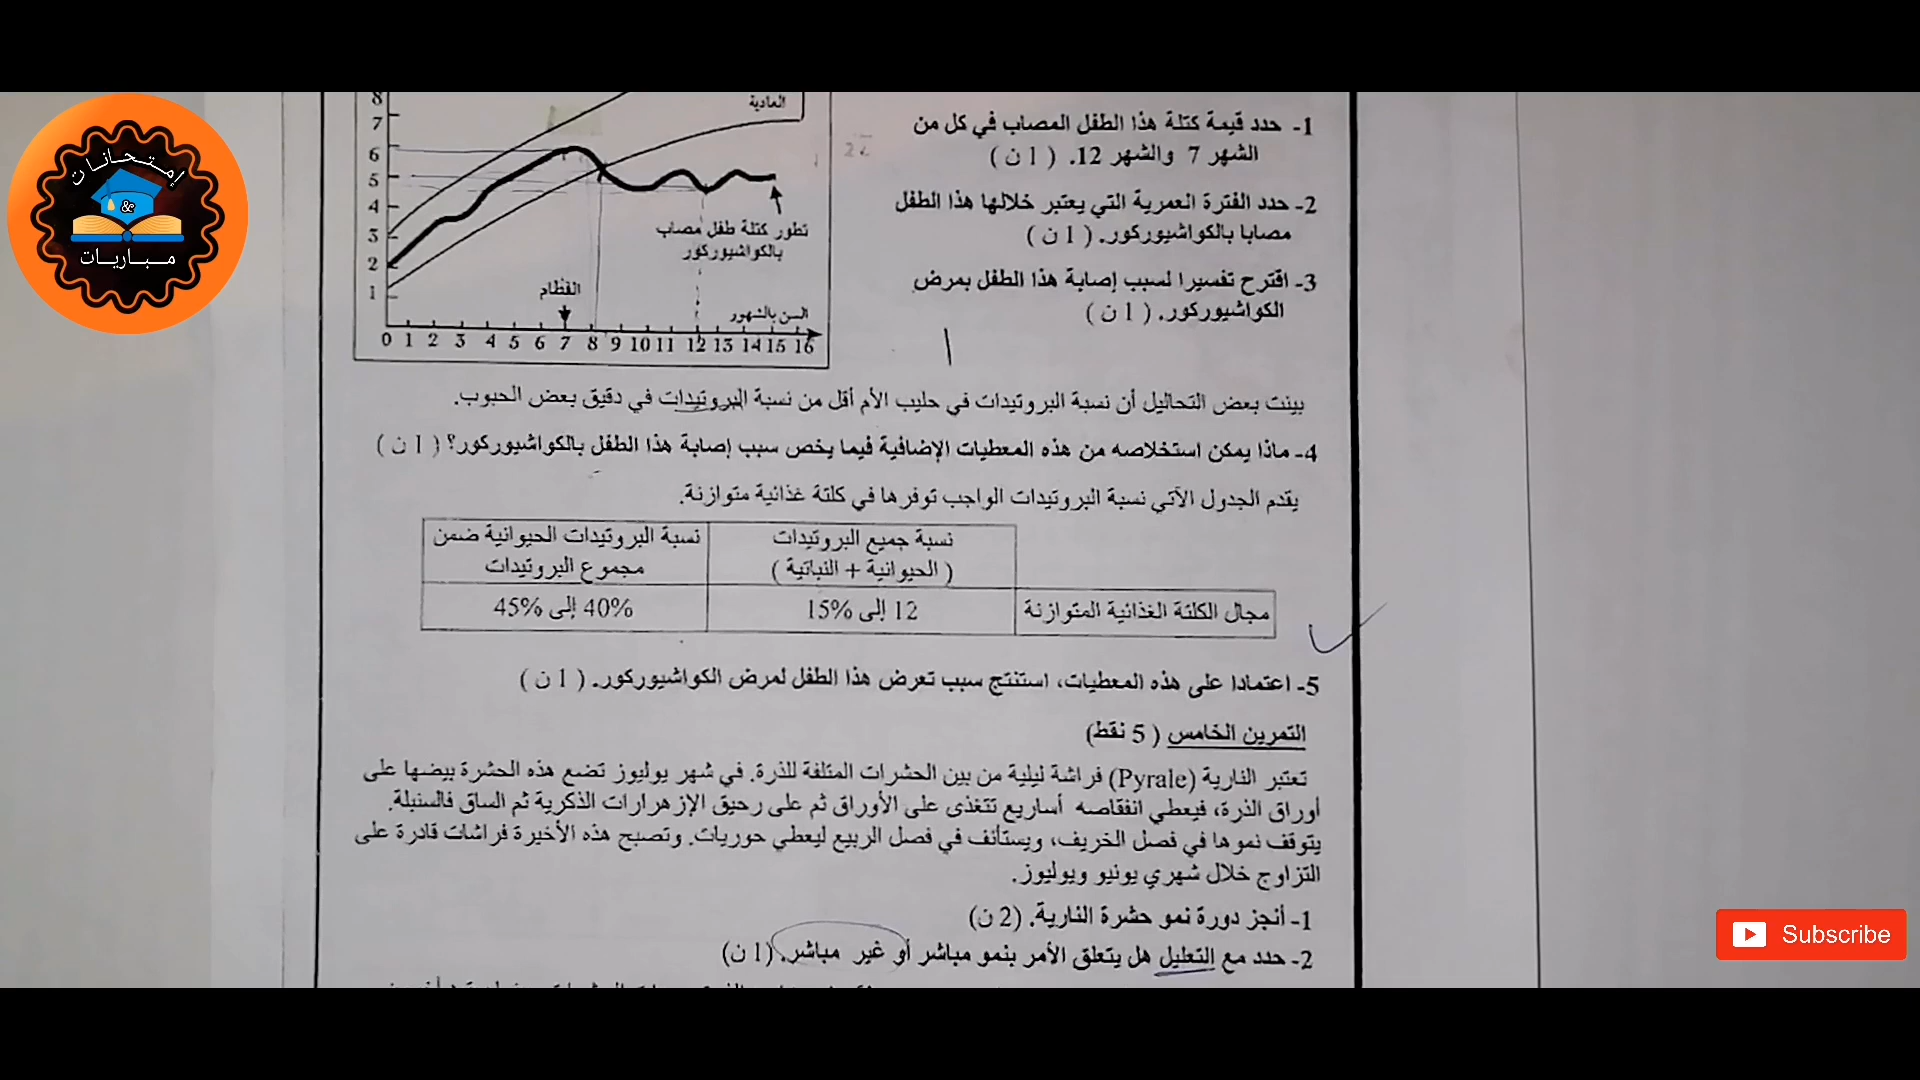 إمتحانات
&
مباريات
8
7
6
5
4
3
2
1
العادية
تطور كتلة طفل مصاب
بالكواشيوركور
الفطام
السن بالشهور
0 1 2 3 4 5 6 7 8 9 10 11 12 13 14 15 16
1- حدد قيمة كتلة هذا الطفل المصاب في كل من
الشهر 7 والشهر 12. ( 1 ن )
2- حدد الفترة العمرية التي يعتبر خلالها هذا الطفل
مصابا بالكواشيوركور. ( 1 ن )
3- اقترح تفسيرا لسبب إصابة هذا الطفل بمرض
الكواشيوركور. ( 1 ن )
بينت بعض التحاليل أن نسبة البروتيدات في حليب الأم أقل من نسبة البروتيدات في دقيق بعض الحبوب.
4- ماذا يمكن استخلاصه من هذه المعطيات الإضافية فيما يخص سبب إصابة هذا الطفل بالكواشيوركور؟ ( 1 ن )
يقدم الجدول الآتي نسبة البروتيدات الواجب توفرها في كلتة غذائية متوازنة.
نسبة جميع البروتيدات
( الحيوانية + النباتية )
نسبة البروتيدات الحيوانية ضمن
مجموع البروتيدات
مجال الكلتة الغذائية المتوازنة
12 إلى 15%
40% إلى 45%
5- اعتمادا على هذه المعطيات، استنتج سبب تعرض هذا الطفل لمرض الكواشيوركور. ( 1 ن )
التمرين الخامس ( 5 نقط)
تعتبر النارية (Pyrale) فراشة ليلية من بين الحشرات المتلفة للذرة. في شهر يوليوز تضع هذه الحشرة بيضها على
أوراق الذرة، فيعطي انفقاصه أساريع تتغذى على الأوراق ثم على رحيق الإزهرارات الذكرية ثم الساق فالسنبلة.
يتوقف نموها في فصل الخريف، ويستأنف في فصل الربيع ليعطي حوريات. وتصبح هذه الأخيرة فراشات قادرة على
التزاوج خلال شهري يونيو ويوليوز.
1- أنجز دورة نمو حشرة النارية. (2 ن)
2- حدد مع التعليل هل يتعلق الأمر بنمو مباشر أو غير مباشر. (1 ن)
Subscribe